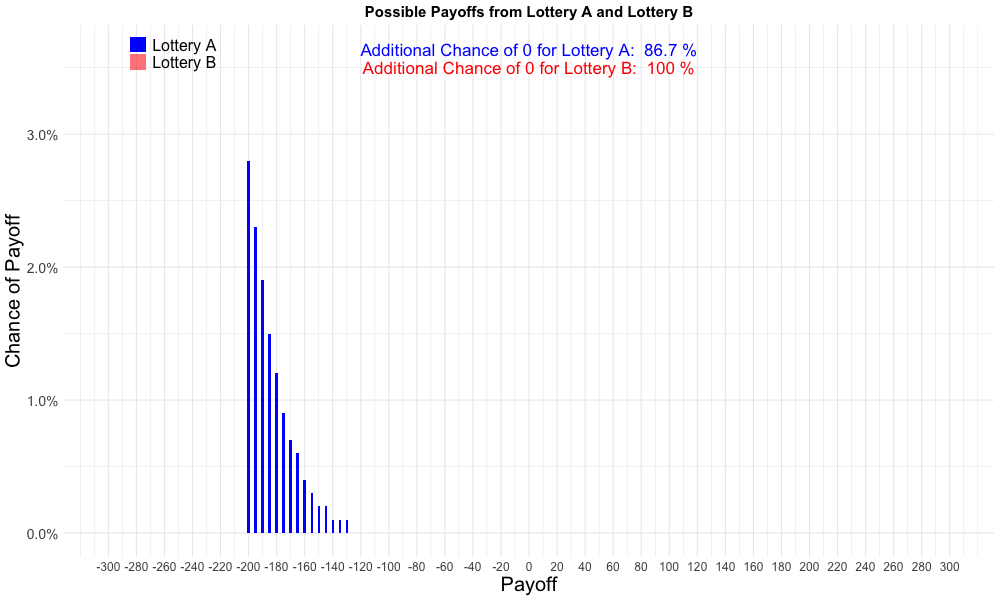 Possible Payoffs from Lottery A and Lottery B
Lottery A
Lottery B
Additional Chance of 0 for Lottery A:  86.7 %
Additional Chance of 0 for Lottery B:  100 %
Chance of Payoff
3.0%
2.0%
1.0%
0.0%
-300 -280 -260 -240 -220 -200 -180 -160 -140 -120 -100 -80 -60 -40 -20 0 20 40 60 80 100 120 140 160 180 200 220 240 260 280 300
Payoff